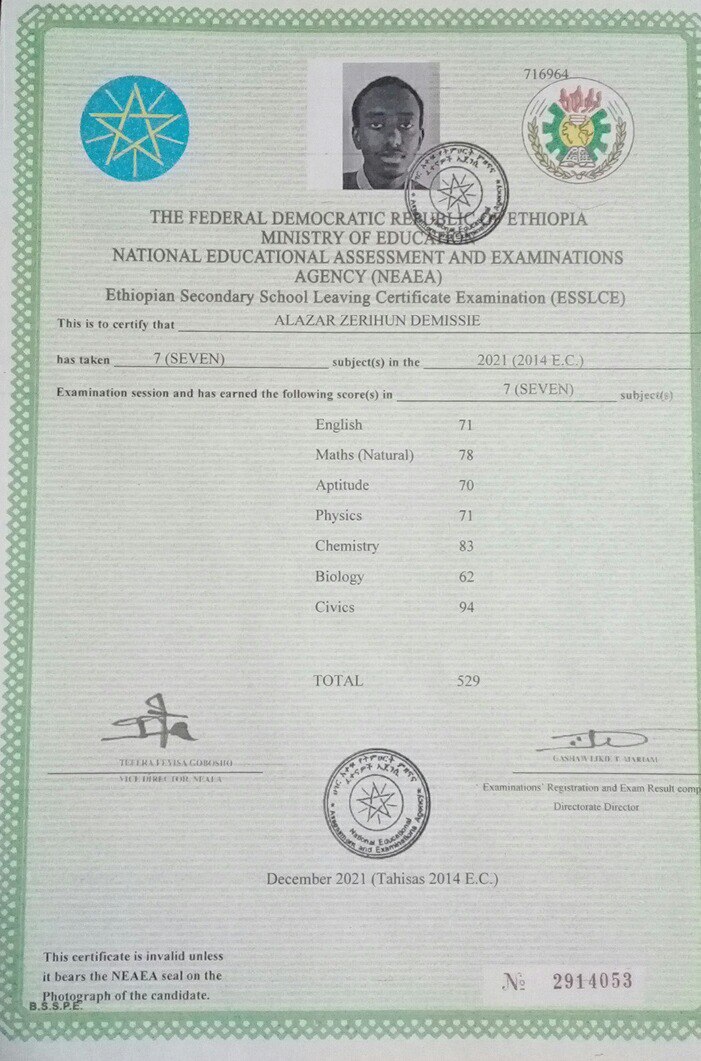 716964
THE FEDERAL DEMOCRATIC REPUBLIC OF ETHIOPIA
MINISTRY OF EDUCATION
NATIONAL EDUCATIONAL ASSESSMENT AND EXAMINATIONS
AGENCY (NEAEA)
Ethiopian Secondary School Leaving Certificate Examination (ESSLCE)
This is to certify that ALAZAR ZERIHUN DEMISSIE
has taken 7 (SEVEN) subject(s) in the 2021 (2014 E.C.)
Examination session and has earned the following score(s) in 7 (SEVEN) subject(s)
English 71
Maths (Natural) 78
Aptitude 70
Physics 71
Chemistry 83
Biology 62
Civics 94
TOTAL 529
TEFERA FEYISA GOBOSHO
VICE DIRECTOR, NEAEA
T. MARIAM
Examinations' Registration and Exam Result comp
Directorate Director
National Educational
Assessment and Examinations Agency
December 2021 (Tahisas 2014 E.C.)
This certificate is invalid unless
it bears the NEAEA seal on the
Photograph of the candidate.
B.S.S.P.E.
№ 2914053